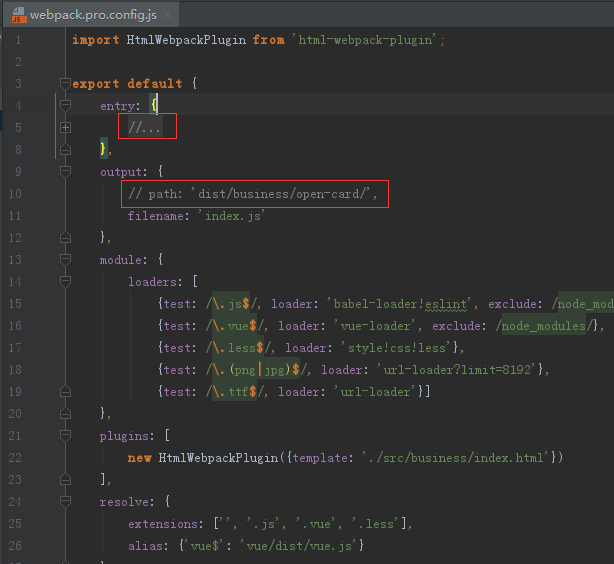 webpack.pro.config.js ×
JS
1 import HtmlWebpackPlugin from 'html-webpack-plugin';
2
3 export default {
4 entry: {
5 //...
8 },
9 output: {
10 // path: 'dist/business/open-card/',
11 filename: 'index.js'
12 },
13 module: {
14 loaders: [
15 {test: /\.js$/, loader: 'babel-loader!eslint', exclude: /node_mod
16 {test: /\.vue$/, loader: 'vue-loader', exclude: /node_modules/},
17 {test: /\.less$/, loader: 'style!css!less'},
18 {test: /\.(png|jpg)$/, loader: 'url-loader?limit=8192'},
19 {test: /\.ttf$/, loader: 'url-loader'}]
20 },
21 plugins: [
22 new HtmlWebpackPlugin({template: './src/business/index.html'})
23 ],
24 resolve: {
25 extensions: ['', '.js', '.vue', '.less'],
26 alias: {'vue$': 'vue/dist/vue.js'}